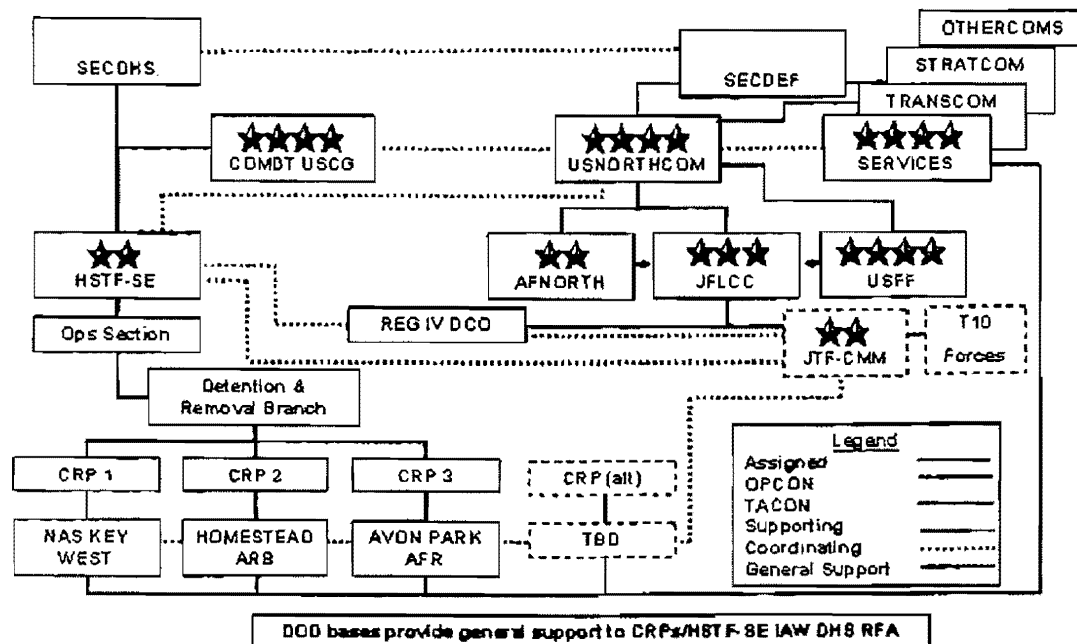 OTHERCOMS
STRATCOM
TRANSCOM
SECDHS
SECDEF
COMDT USCG
USNORTHCOM
SERVICES
HSTF-SE
AFNORTH
JFLCC
USFF
Ops Section
REG IV DCO
JTF-CMM
T10
Forces
Detention &
Removal Branch
CRP 1
CRP 2
CRP 3
CRP (alt)
NAS KEY
WEST
HOMESTEAD
ARB
AVON PARK
AFR
TBD
Legend
Assigned
OPCON
TACON
Supporting
Coordinating
General Support
DOD bases provide general support to CRPs/HSTF-SE IAW DHS RFA